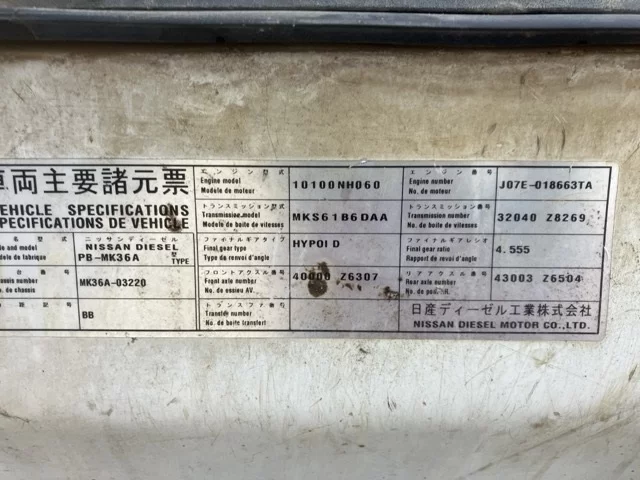 車両主要諸元票
VEHICLE SPECIFICATIONS
SPECIFICATIONS DE VEHICLE
名 型 式
and model
de fabrique
ニッサンディーゼル
NISSAN DIESEL
PB-MK36A 型 TYPE
台 番 号
chassis
No. de chassis
MK36A-03220
記 号
BB
エ ン ジ ン 型 式
Engine model
Modele de moteur
10100NH060
エ ン ジ ン 番 号
Engine number
No. de moteur
J07E-018663TA
トランスミッション型式
Transmission model
Modele de boite de vitesses
MKS61B6DAA
トランスミッション番号
Transmission number
No. de boite de vitesses
32040 Z8269
ファイナルギアタイプ
Final gear type
Type de renvoi d'angle
HYPOI D
ファイナルギアレシオ
Final gear ratio
Rapport de renvoi d'angle
4.555
フロントアクスル番号
Front axle number
No. de essieu AV.
40000 Z6307
リアアクスル番号
Rear axle number
No. de
43003 Z6504
トランスファ番号
Transfer number
No. de boite transfert
日産ディーゼル工業株式会社
NISSAN DIESEL MOTOR CO.,LTD.